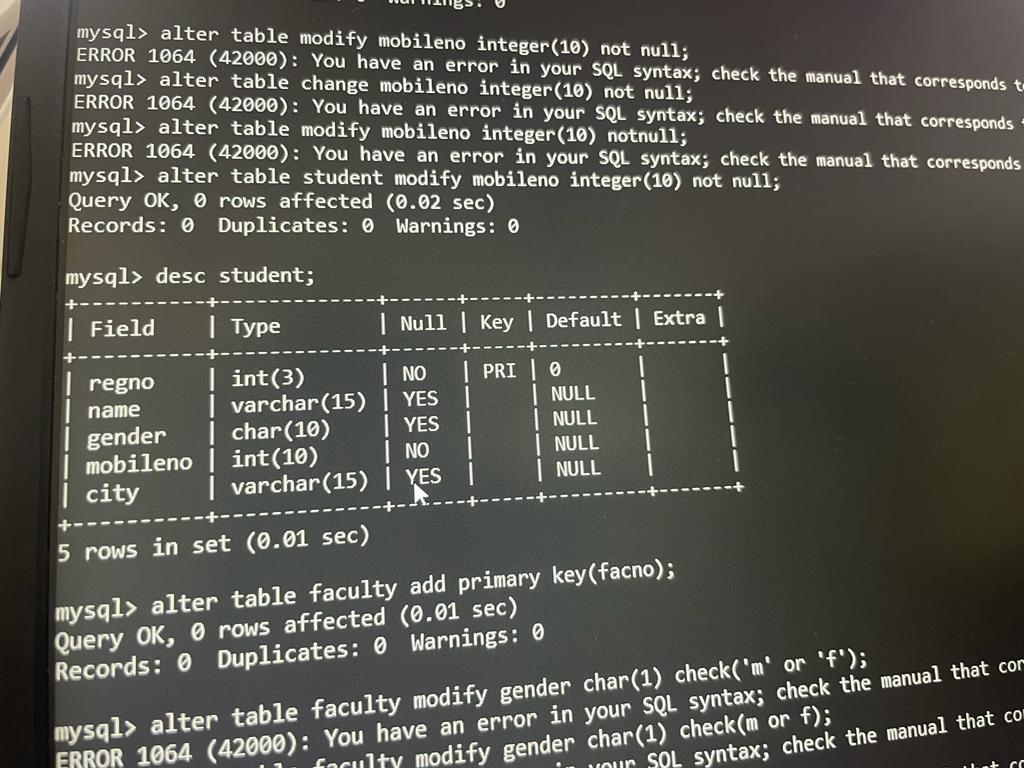 Warnings: 0
mysql> alter table modify mobileno integer(10) not null;
ERROR 1064 (42000): You have an error in your SQL syntax; check the manual that corresponds
mysql> alter table change mobileno integer(10) not null;
ERROR 1064 (42000): You have an error in your SQL syntax; check the manual that corresponds
mysql> alter table modify mobileno integer(10) notnull;
ERROR 1064 (42000): You have an error in your SQL syntax; check the manual that corresponds
mysql> alter table student modify mobileno integer(10) not null;
Query OK, 0 rows affected (0.02 sec)
Records: 0  Duplicates: 0  Warnings: 0
mysql> desc student;
+-----------+-------------+------+-----+---------+-------+
| Field | Type | Null | Key | Default | Extra |
+-----------+-------------+------+-----+---------+-------+
| regno | int(3) | NO | PRI | 0 | |
| name | varchar(15) | YES | | NULL | |
| gender | char(10) | YES | | NULL | |
| mobileno | int(10) | NO | | NULL | |
| city | varchar(15) | YES | | NULL | |
+-----------+-------------+------+-----+---------+-------+
5 rows in set (0.01 sec)
mysql> alter table faculty add primary key(facno);
Query OK, 0 rows affected (0.01 sec)
Records: 0  Duplicates: 0  Warnings: 0
mysql> alter table faculty modify gender char(1) check('m' or 'f');
ERROR 1064 (42000): You have an error in your SQL syntax; check the manual that
faculty modify gender char(1) check(m or f);
in your SQL syntax; check the manual that